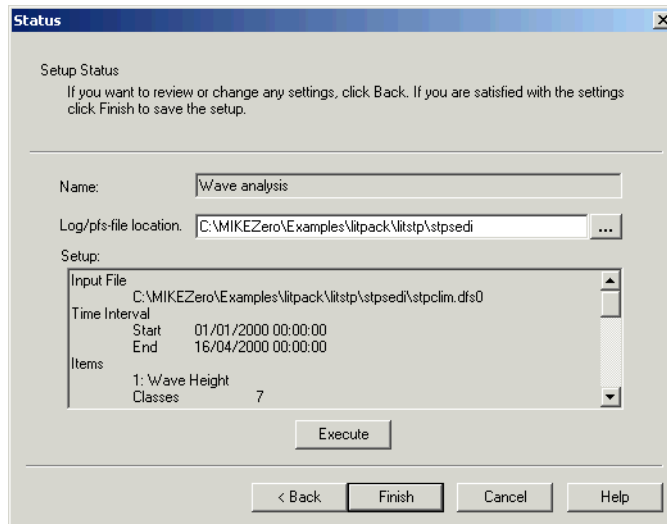 Status
Setup Status
If you want to review or change any settings, click Back. If you are satisfied with the settings
click Finish to save the setup.
Name:
Wave analysis
Log/pfs-file location.
C:\MIKEZero\Examples\litpack\litstp\stpsedi
...
Setup:
Input File
C:\MIKEZero\Examples\litpack\litstp\stpsedi\stpclim.dfs0
Time Interval
Start 01/01/2000 00:00:00
End 16/04/2000 00:00:00
Items
1: Wave Height
Classes 7
Execute
< Back Finish Cancel Help